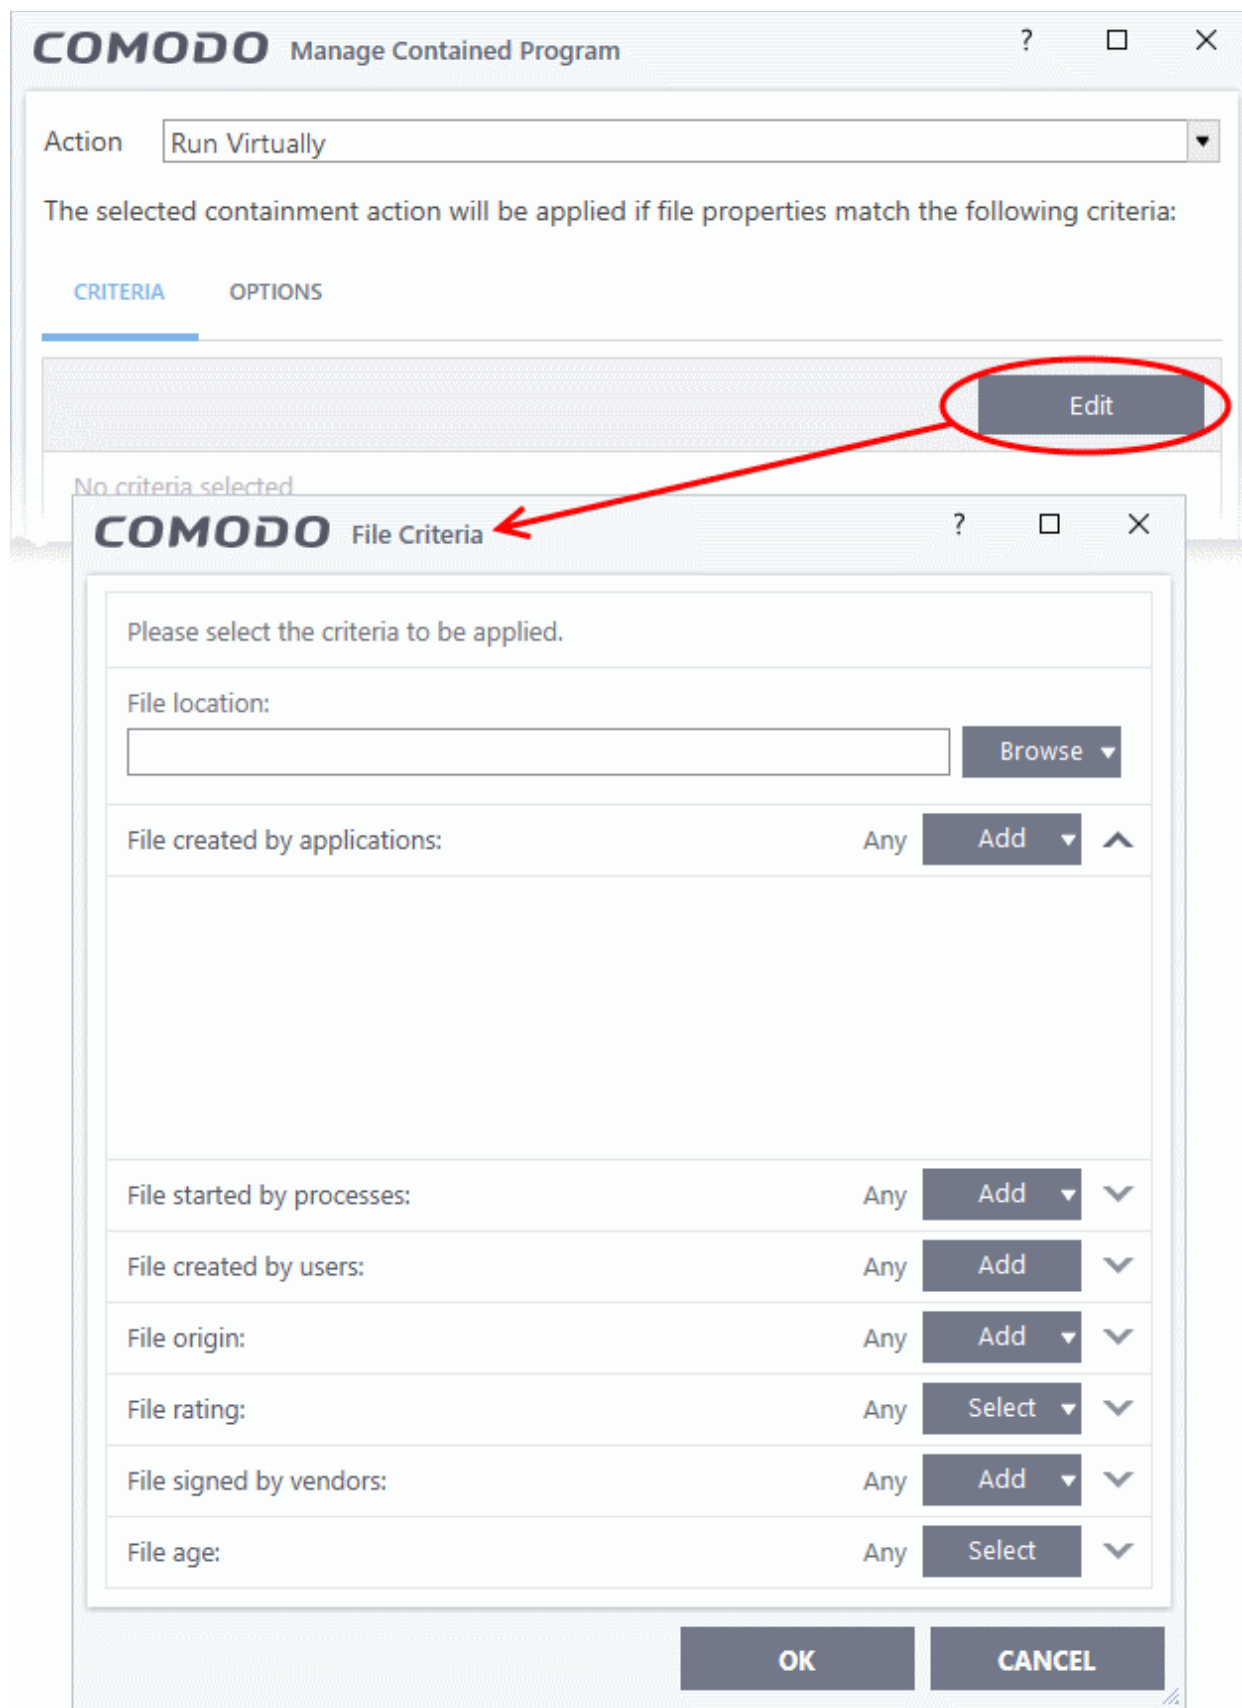 COMODO Manage Contained Program ?
Action Run Virtually
The selected containment action will be applied if file properties match the following criteria:
CRITERIA OPTIONS
Edit
No criteria selected
COMODO File Criteria ?
Please select the criteria to be applied.
File location:
Browse
File created by applications: Any Add
File started by processes: Any Add
File created by users: Any Add
File origin: Any Add
File rating: Any Select
File signed by vendors: Any Add
File age: Any Select
OK CANCEL